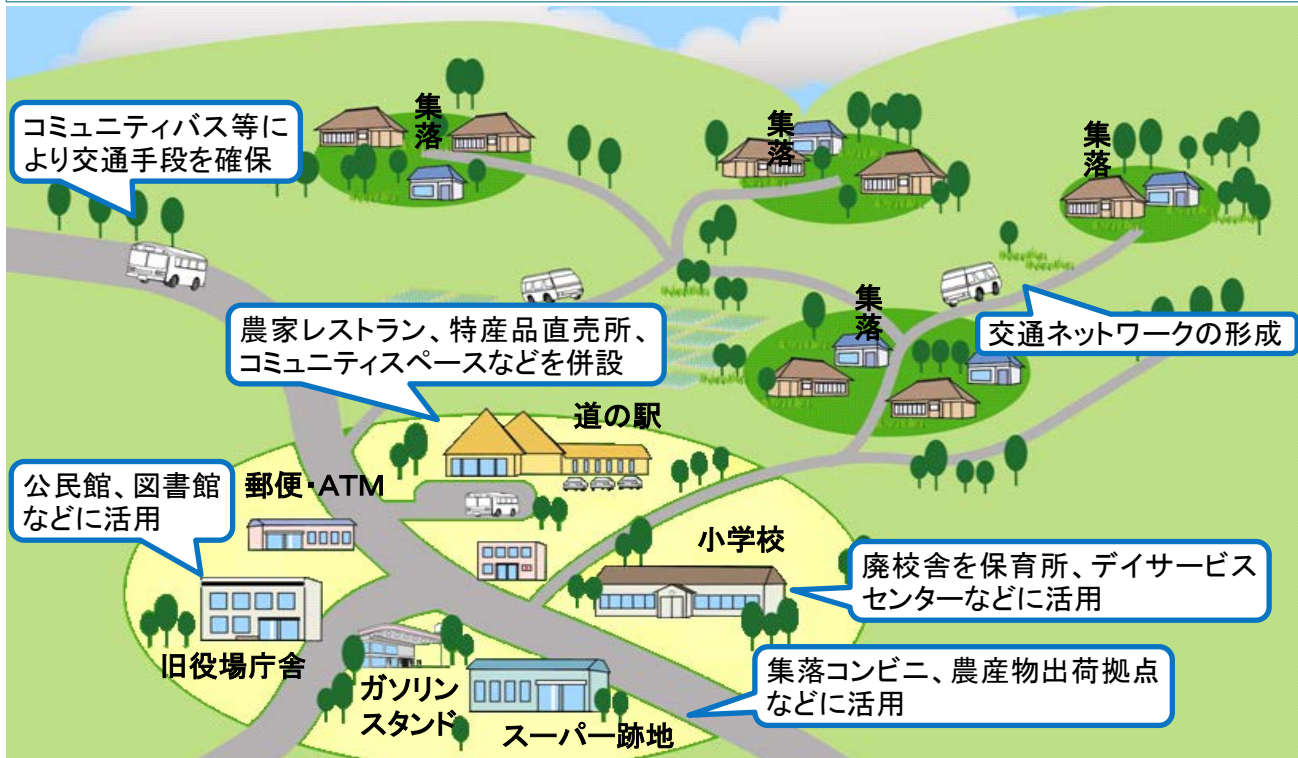 コミュニティバス等に
より交通手段を確保
集落
集落
集落
集落
交通ネットワークの形成
農家レストラン、特産品直売所、
コミュニティスペースなどを併設
道の駅
公民館、図書館
などに活用
郵便・ATM
小学校
廃校舎を保育所、デイサービス
センターなどに活用
旧役場庁舎
ガソリン
スタンド
スーパー跡地
集落コンビニ、農産物出荷拠点
などに活用